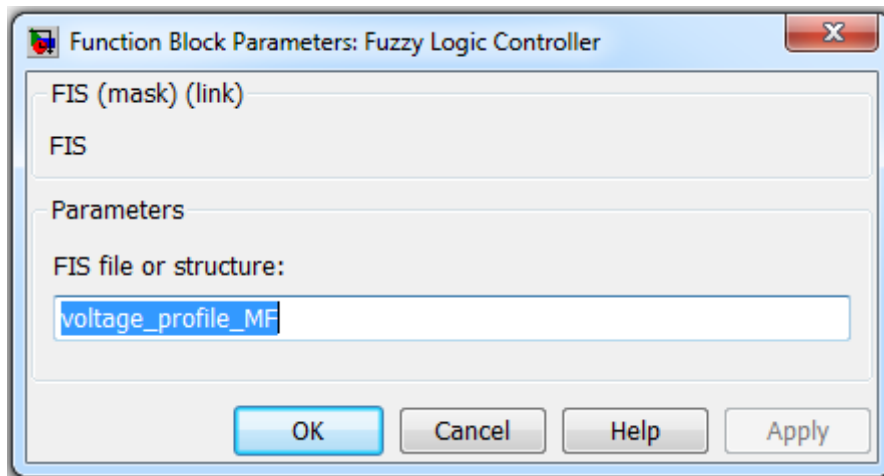 Function Block Parameters: Fuzzy Logic Controller
FIS (mask) (link)
FIS
Parameters
FIS file or structure:
voltage_profile_MF
OK Cancel Help Apply